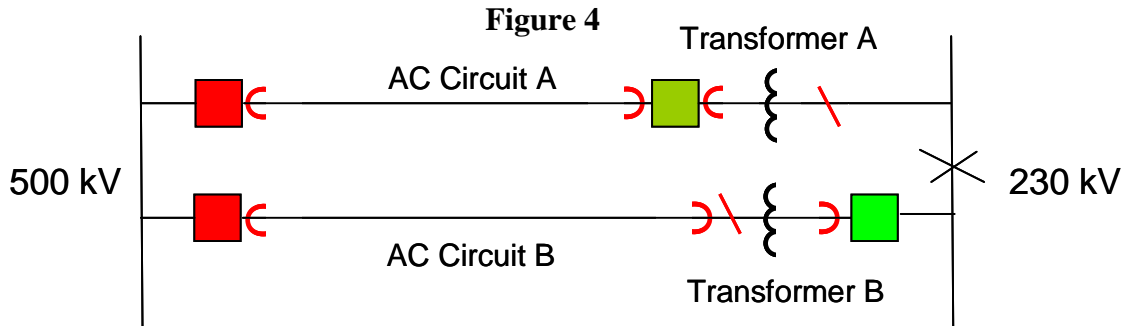 Figure 4
Transformer A
AC Circuit A
500 kV
230 kV
AC Circuit B
Transformer B